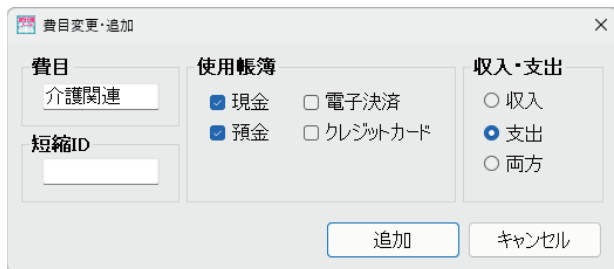 費目変更・追加
費目
介護関連
短縮ID
使用帳簿
現金
電子決済
預金
クレジットカード
収入・支出
収入
支出
両方
追加
キャンセル